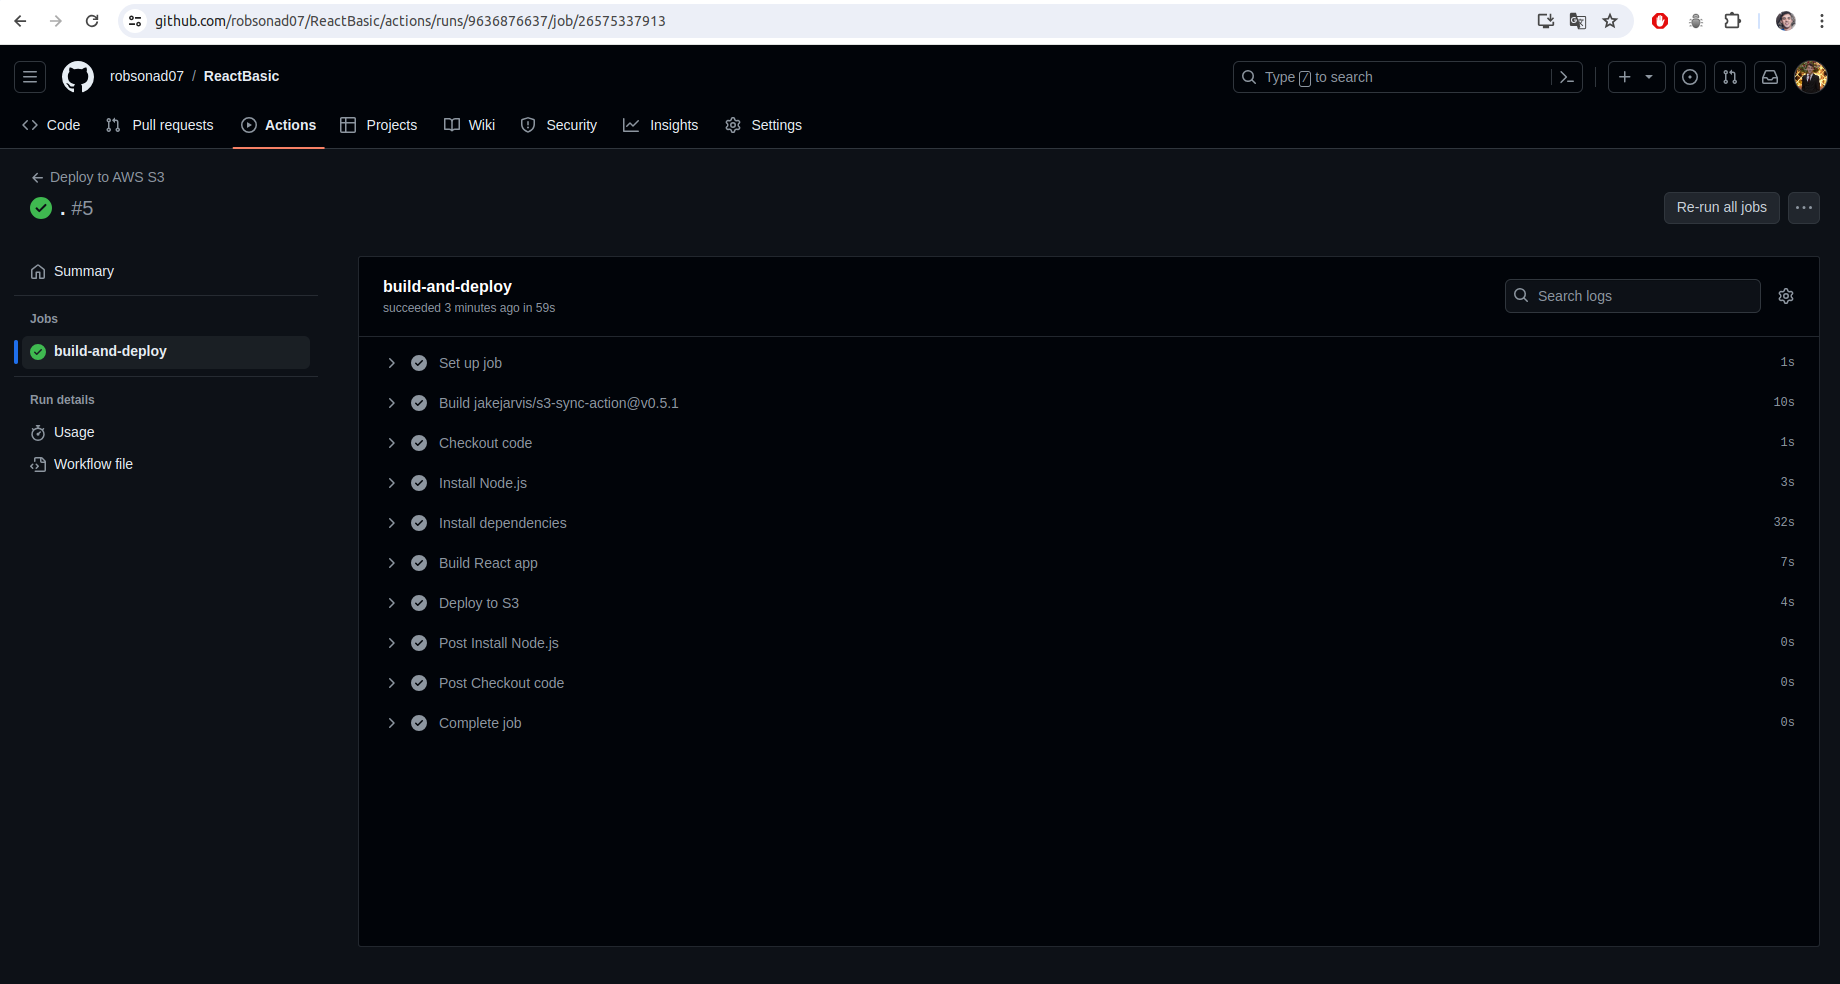 github.com/robsonad07/ReactBasic/actions/runs/9636876637/job/26575337913
robsonad07 / ReactBasic
Type / to search
Code Pull requests Actions Projects Wiki Security Insights Settings
Deploy to AWS S3
. #5
Re-run all jobs
Summary
Jobs
build-and-deploy
Run details
Usage
Workflow file
build-and-deploy
succeeded 3 minutes ago in 59s
Search logs
Set up job 1s
Build jakejarvis/s3-sync-action@v0.5.1 10s
Checkout code 1s
Install Node.js 3s
Install dependencies 32s
Build React app 7s
Deploy to S3 4s
Post Install Node.js 0s
Post Checkout code 0s
Complete job 0s